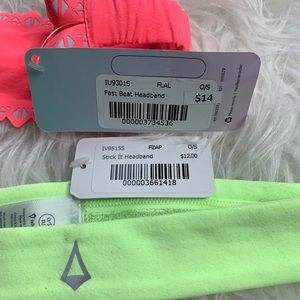 IU9301S FLAL O/S
Fast Beat Headband $14
000003734536
IV9515S FZAP O/S
Stick It Headband $12.00
000003661418